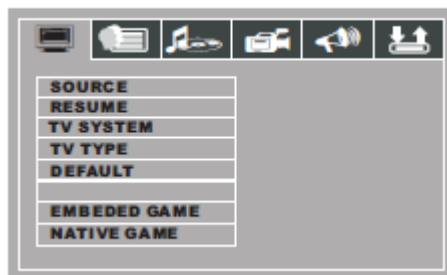 SOURCE
RESUME
TV SYSTEM
TV TYPE
DEFAULT
EMBEDED GAME
NATIVE GAME